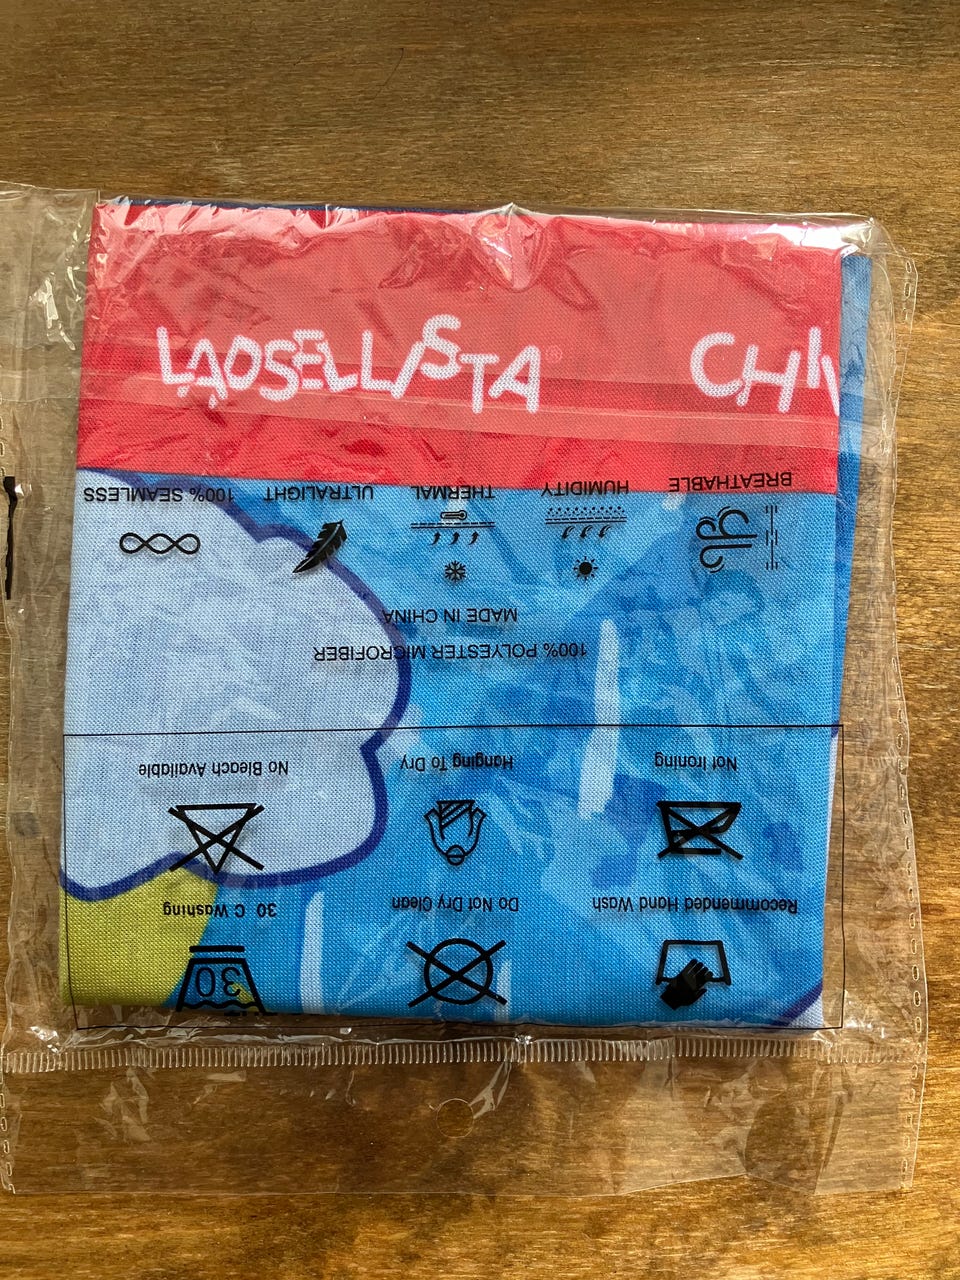 LAOSELLISTA® CHI
30
Recommended Hand Wash Do Not Dry Clean 30 C Washing
Not Ironing Hanging To Dry No Bleach Available
100% POLYESTER MICROFIBER
MADE IN CHINA
BREATHABLE HUMIDITY THERMAL ULTRALIGHT 100% SEAMLESS